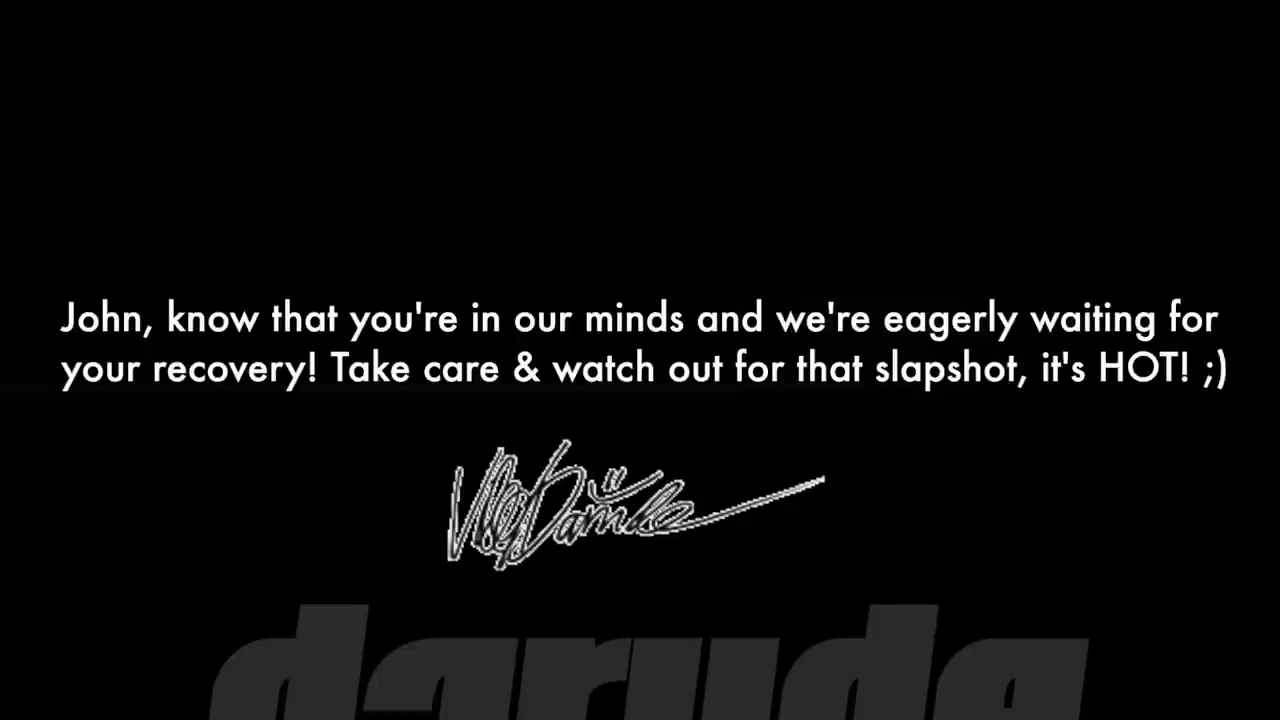 John, know that you're in our minds and we're eagerly waiting for
your recovery! Take care & watch out for that slapshot, it's HOT! ;)
darude